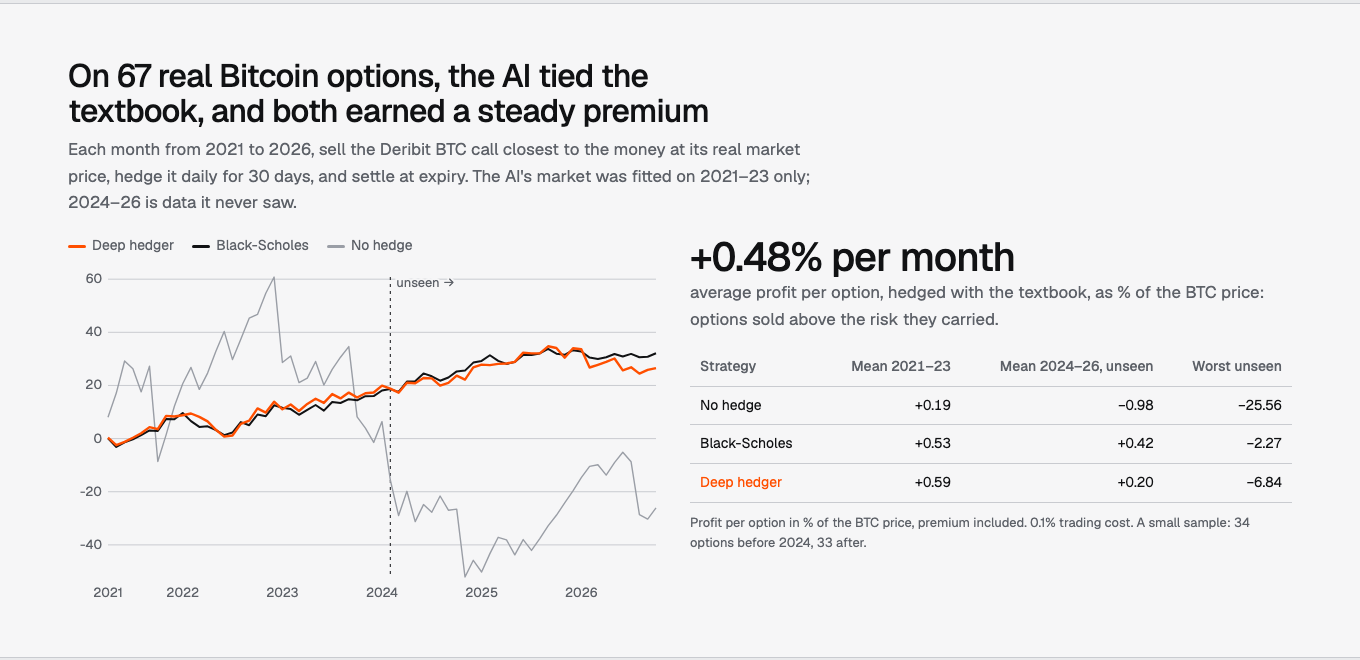 On 67 real Bitcoin options, the AI tied the
textbook, and both earned a steady premium
Each month from 2021 to 2026, sell the Deribit BTC call closest to the money at its real market
price, hedge it daily for 30 days, and settle at expiry. The AI's market was fitted on 2021–23 only;
2024–26 is data it never saw.
Deep hedger Black-Scholes No hedge
60
unseen →
40
20
0
-20
-40
2021 2022 2023 2024 2025 2026
+0.48% per month
average profit per option, hedged with the textbook, as % of the BTC price:
options sold above the risk they carried.
Strategy Mean 2021–23 Mean 2024–26, unseen Worst unseen
No hedge +0.19 −0.98 −25.56
Black-Scholes +0.53 +0.42 −2.27
Deep hedger +0.59 +0.20 −6.84
Profit per option in % of the BTC price, premium included. 0.1% trading cost. A small sample: 34
options before 2024, 33 after.